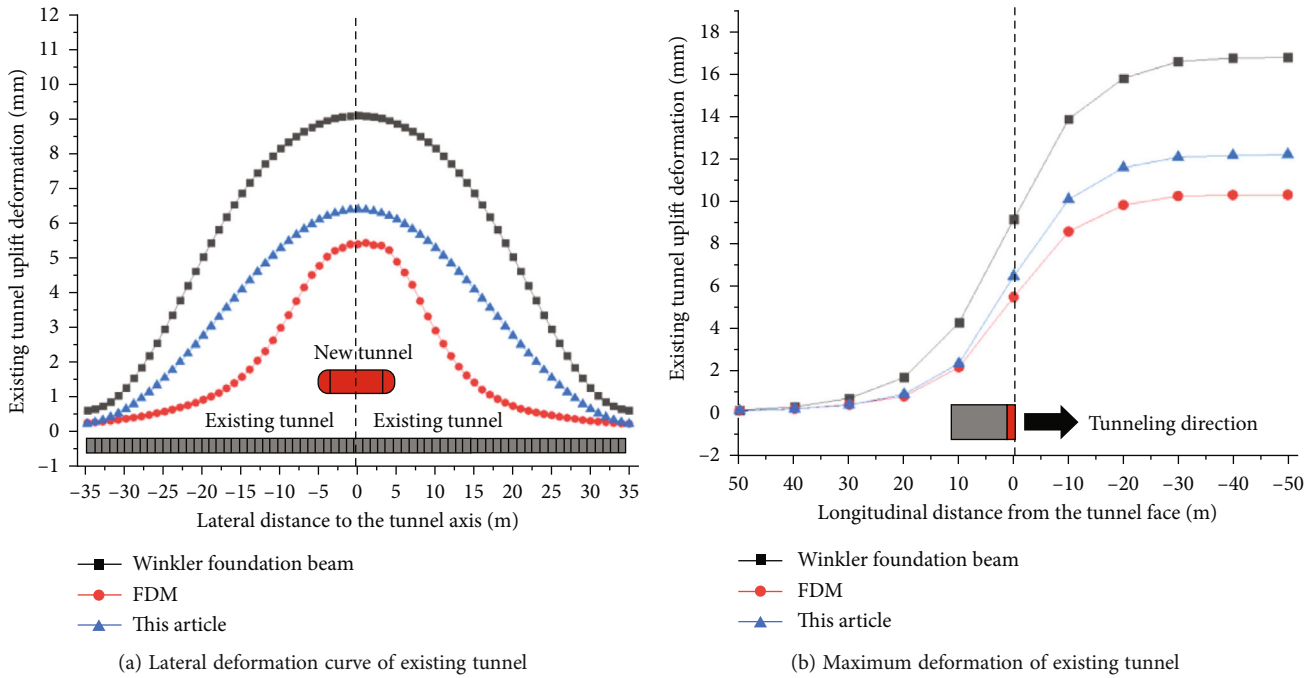 Existing tunnel uplift deformation (mm)
12
11
10
9
8
7
6
5
4
3
2
1
0
−1
New tunnel
Existing tunnel Existing tunnel
−35 −30 −25 −20 −15 −10 −5 0 5 10 15 20 25 30 35
Lateral distance to the tunnel axis (m)
Winkler foundation beam
FDM
This article
(a) Lateral deformation curve of existing tunnel
Existing tunnel uplift deformation (mm)
18
16
14
12
10
8
6
4
2
0
−2
Tunneling direction
50 40 30 20 10 0 −10 −20 −30 −40 −50
Longitudinal distance from the tunnel face (m)
Winkler foundation beam
FDM
This article
(b) Maximum deformation of existing tunnel